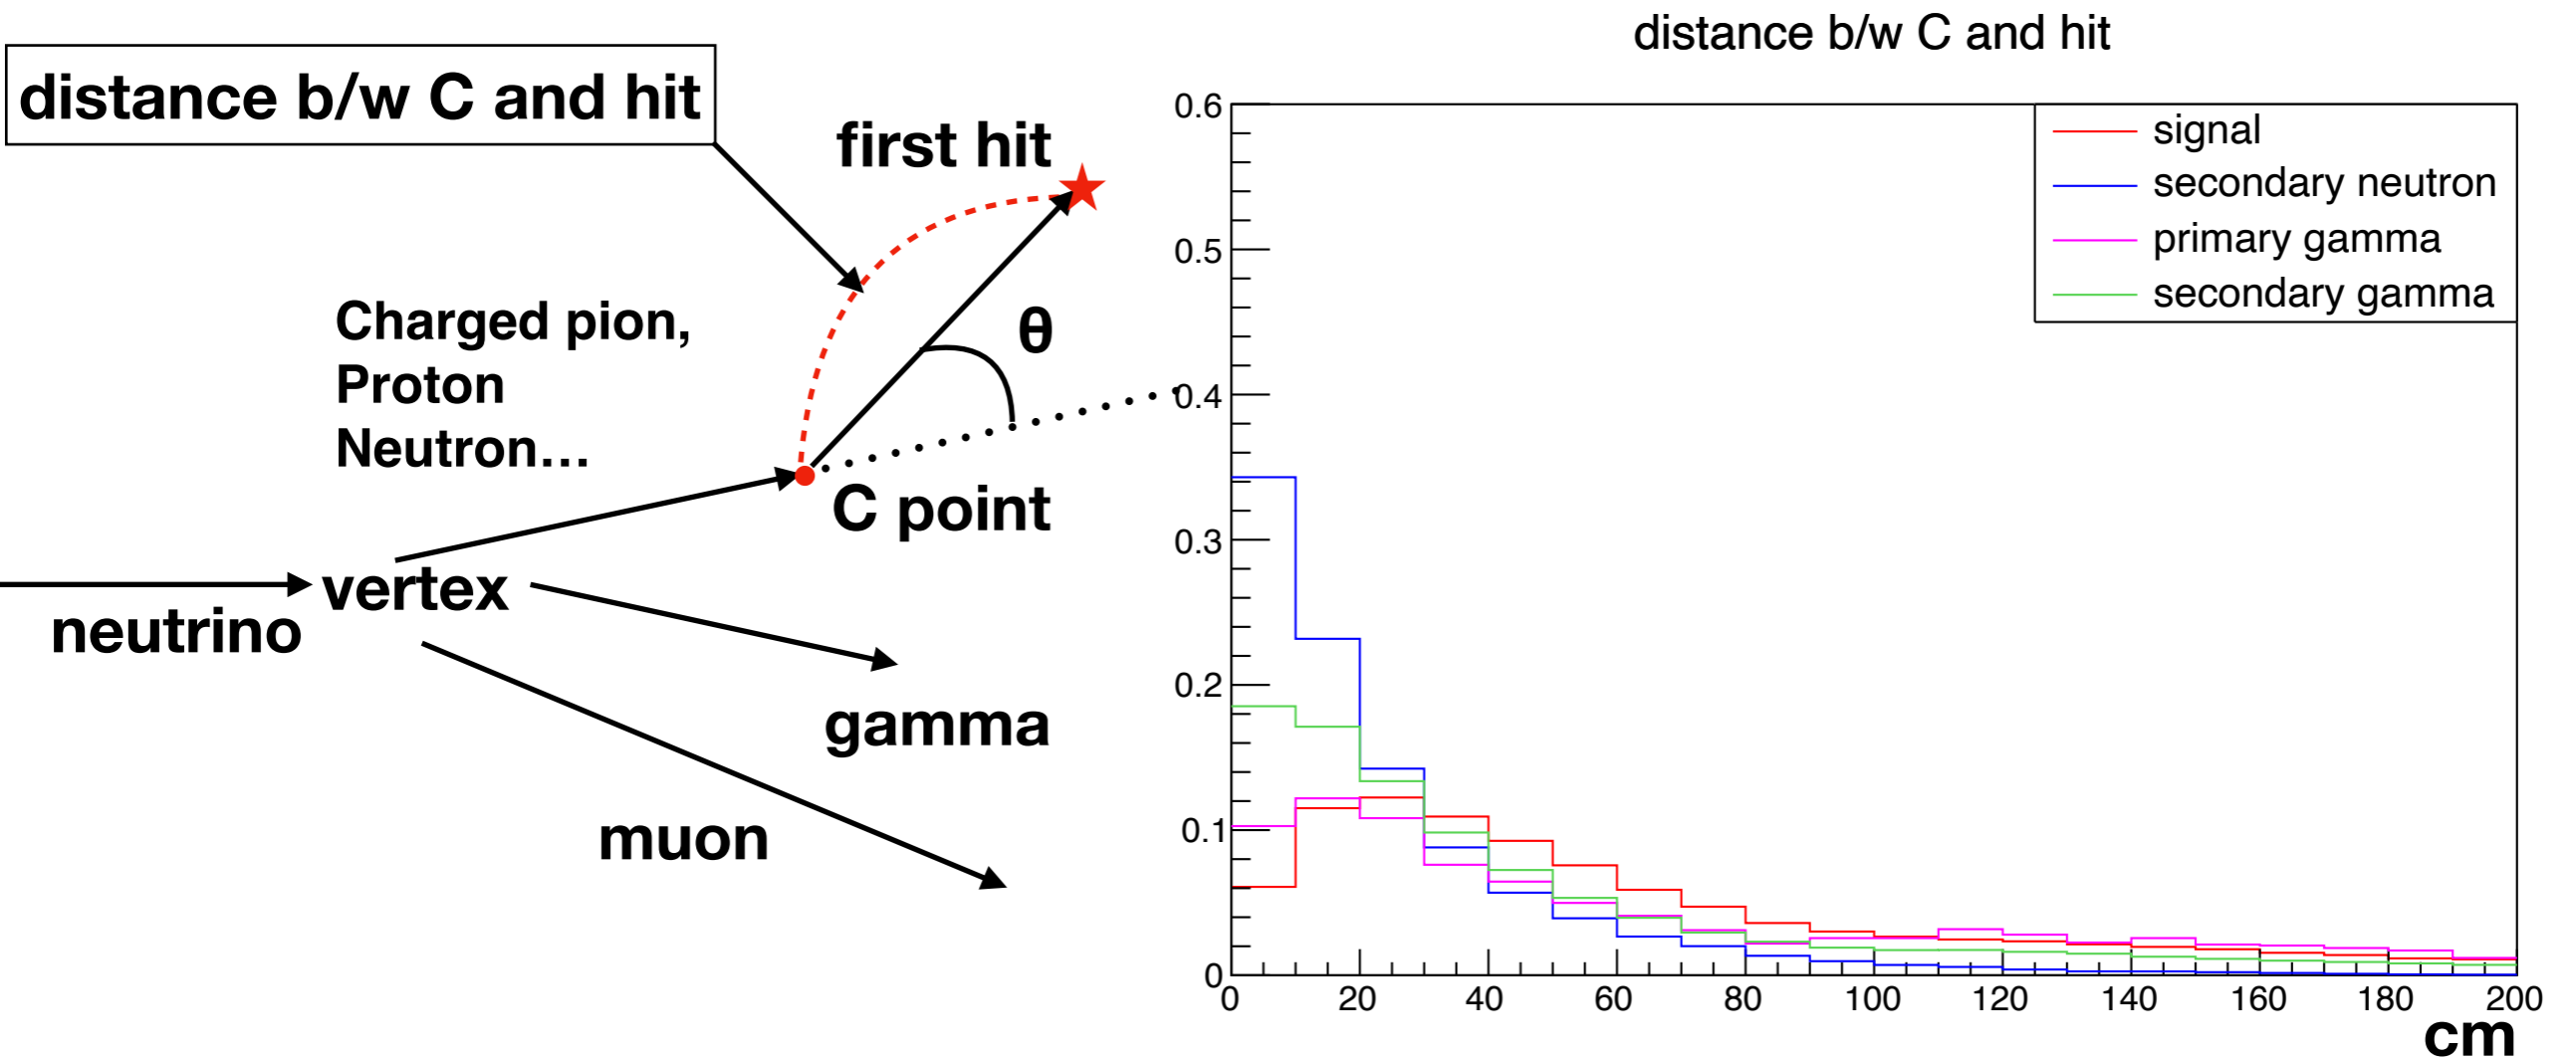 distance b/w C and hit
first hit
θ
Charged pion,
Proton
Neutron…
C point
vertex
neutrino
gamma
muon
distance b/w C and hit
signal
secondary neutron
primary gamma
secondary gamma
0.6
0.5
0.4
0.3
0.2
0.1
0
0 20 40 60 80 100 120 140 160 180 200
cm